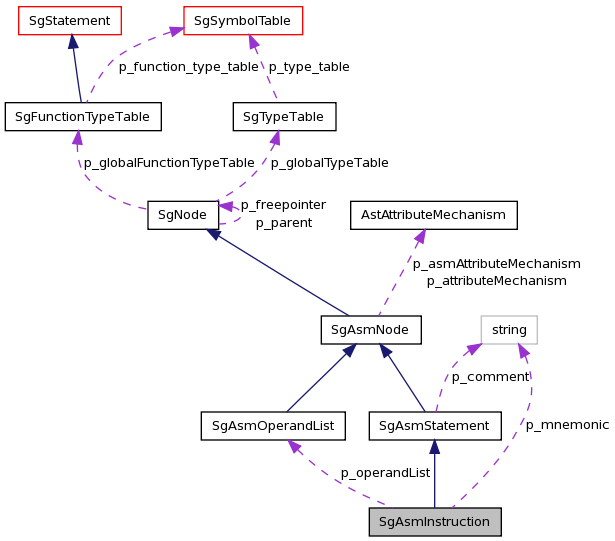 SgStatement
SgSymbolTable
p_function_type_table
p_type_table
SgFunctionTypeTable
SgTypeTable
p_globalFunctionTypeTable
p_globalTypeTable
SgNode
p_freepointer
p_parent
AstAttributeMechanism
p_asmAttributeMechanism
p_attributeMechanism
SgAsmNode
string
p_comment
SgAsmOperandList
SgAsmStatement
p_mnemonic
p_operandList
SgAsmInstruction